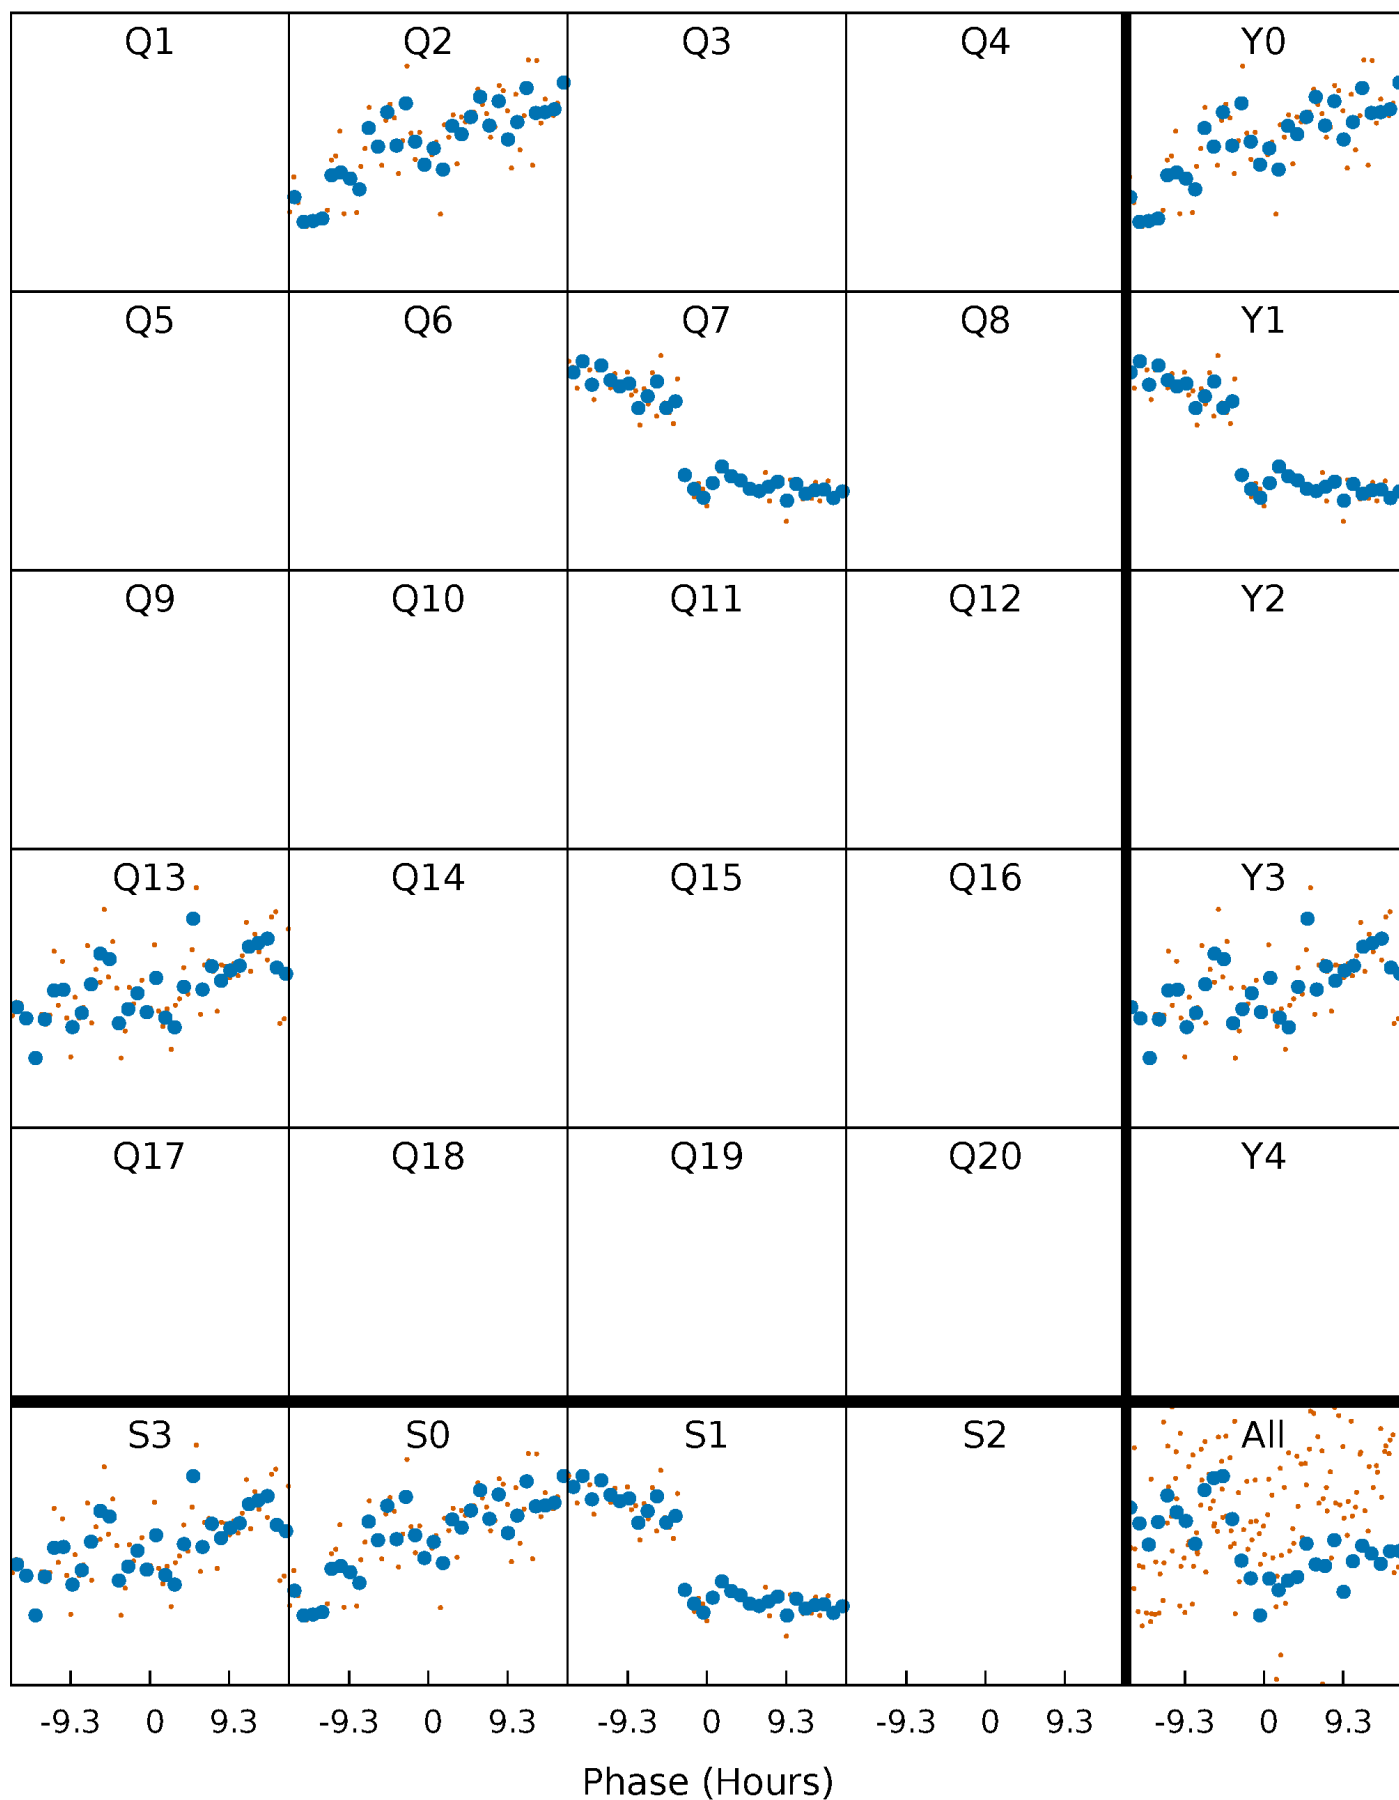 Q1 Q2 Q3 Q4 Y0
Q5 Q6 Q7 Q8 Y1
Q9 Q10 Q11 Q12 Y2
Q13 Q14 Q15 Q16 Y3
Q17 Q18 Q19 Q20 Y4
S3 S0 S1 S2 All
-9.3 0 9.3 -9.3 0 9.3 -9.3 0 9.3 -9.3 0 9.3 -9.3 0 9.3
Phase (Hours)